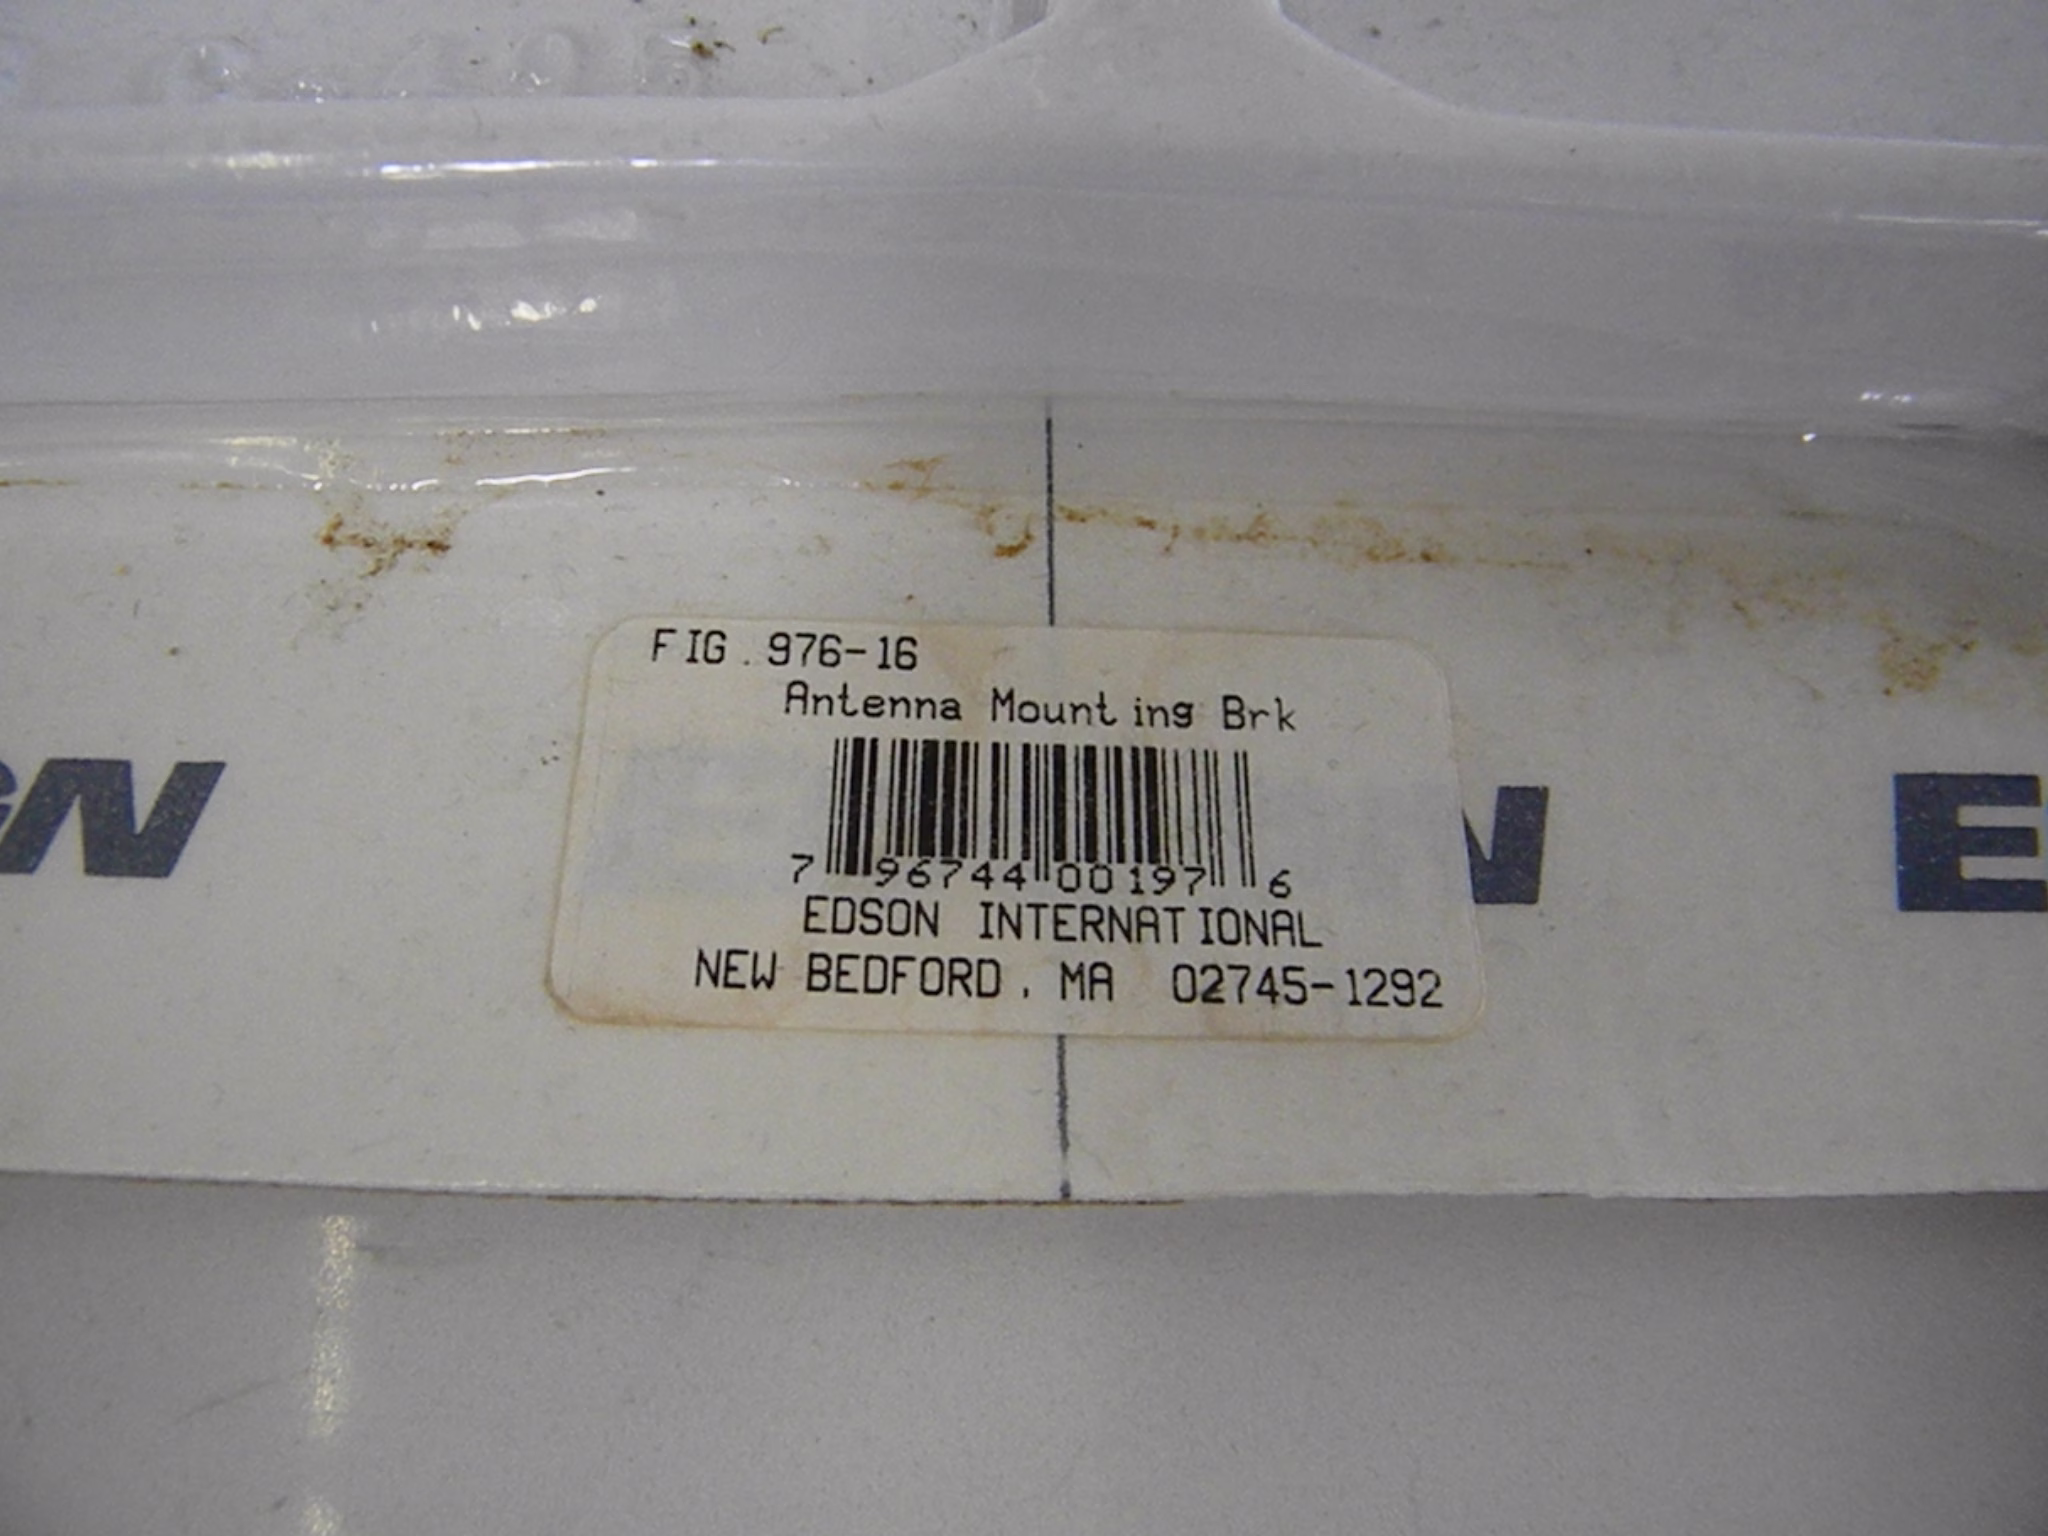 FIG. 976-16
Antenna Mounting Brk
7 96744 00197 6
EDSON INTERNATIONAL
NEW BEDFORD, MA 02745-1292